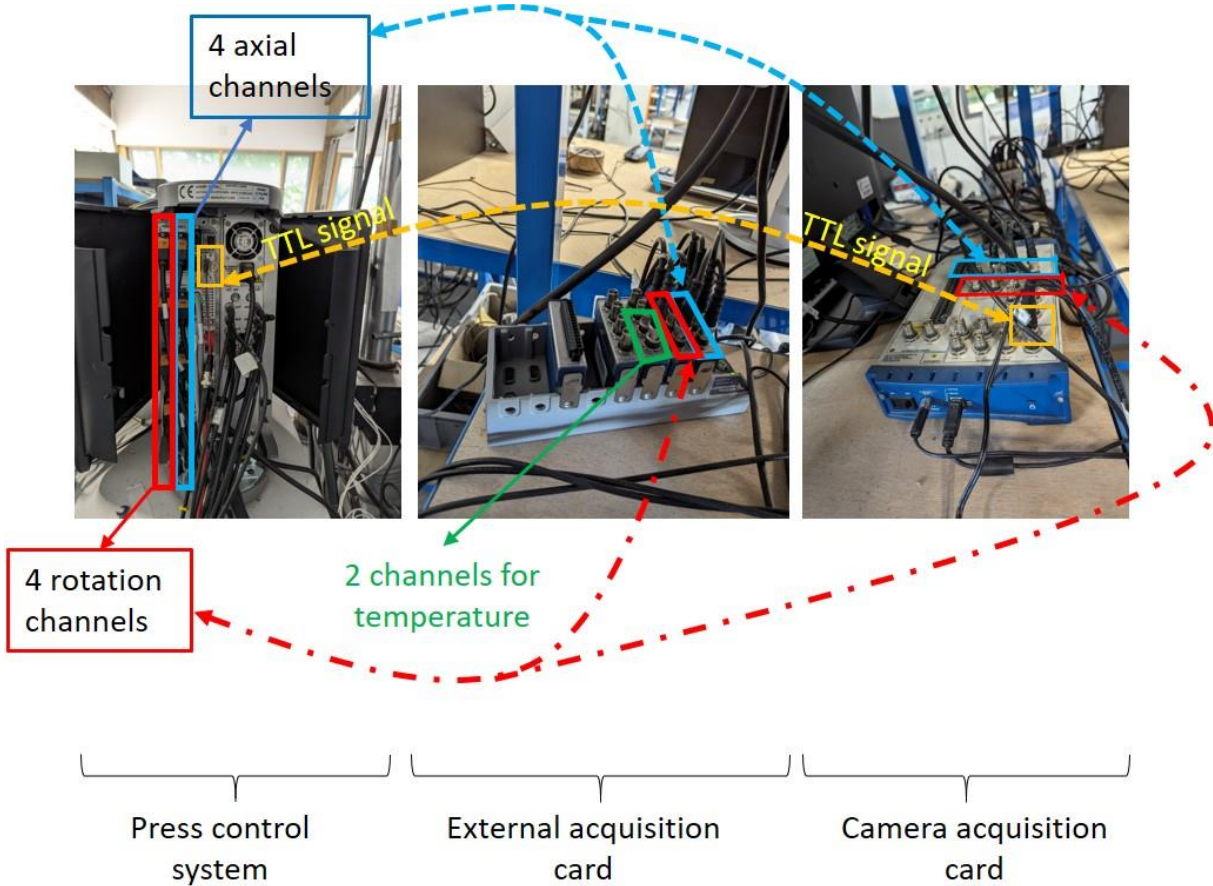 4 axial
channels
TTL signal
TTL signal
4 rotation
channels
2 channels for
temperature
Press control
system
External acquisition
card
Camera acquisition
card